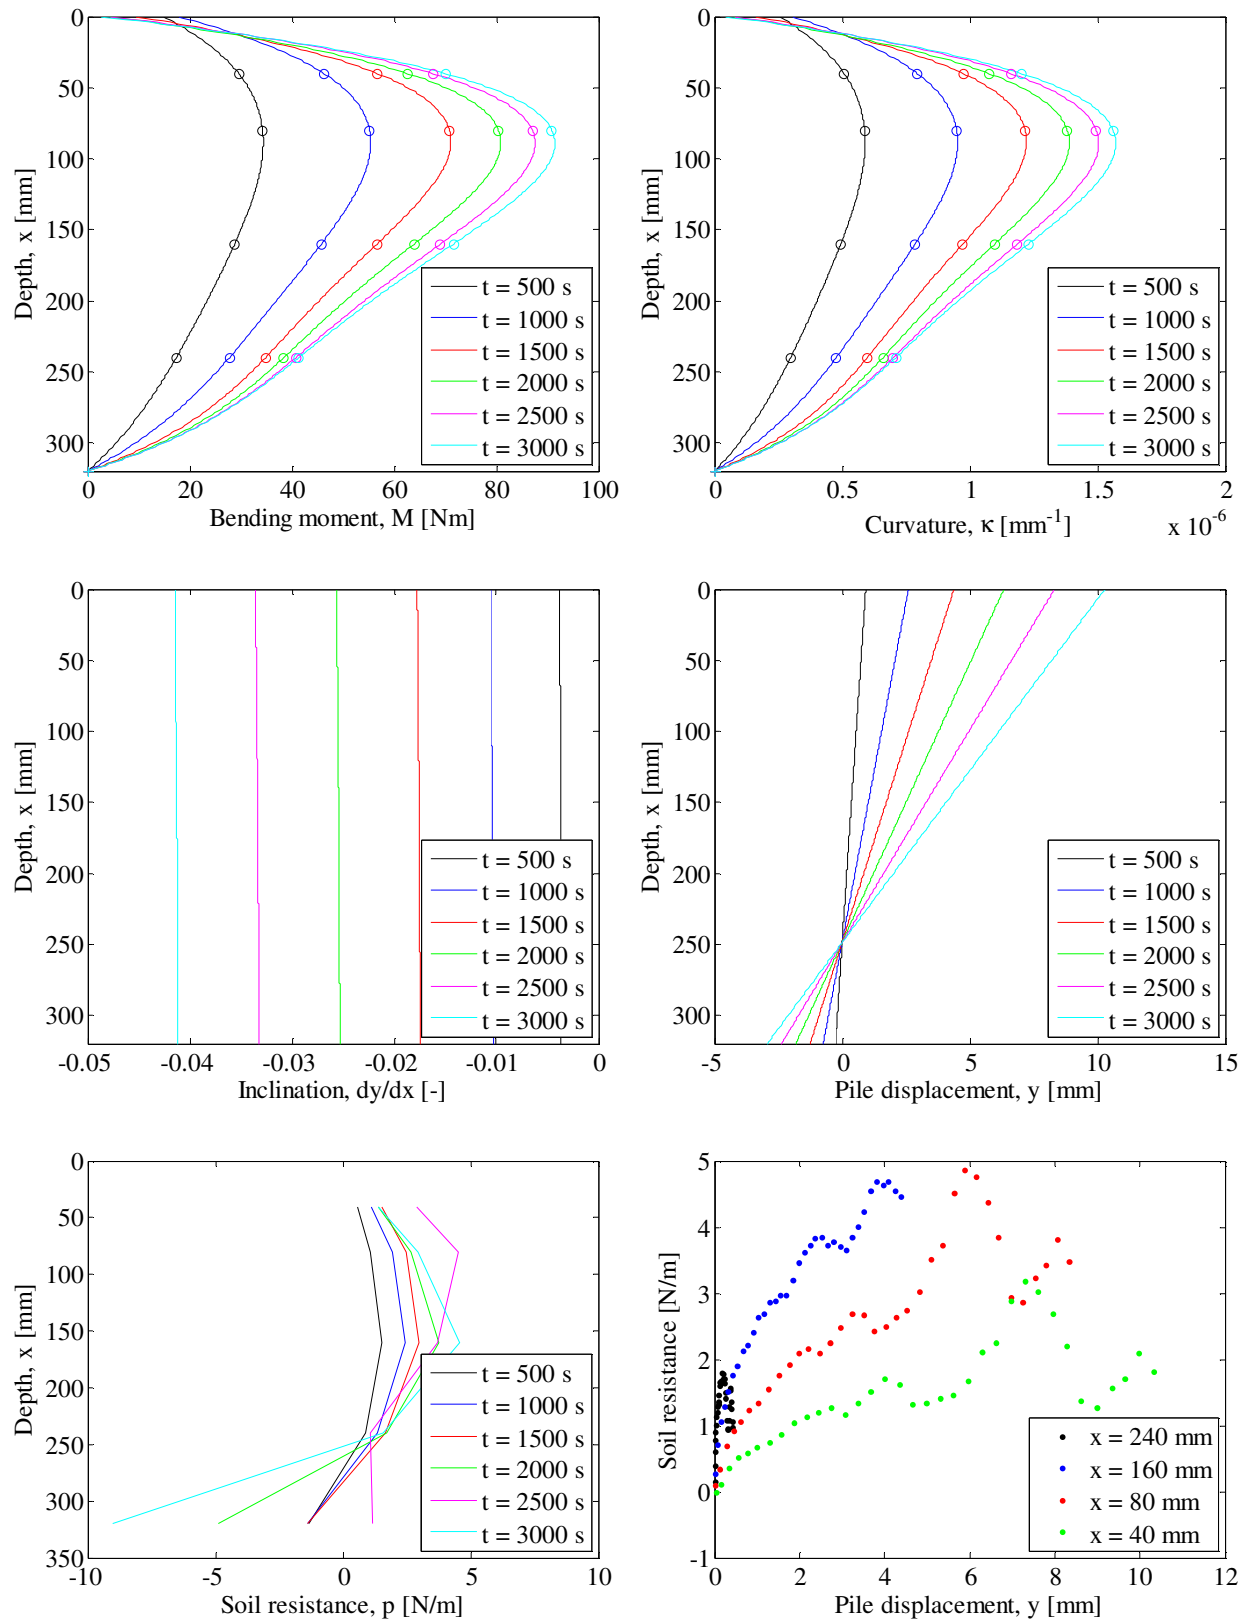 0
50
100
150
200
250
300
Depth, x [mm]
0 20 40 60 80 100
Bending moment, M [Nm]
t = 500 s
t = 1000 s
t = 1500 s
t = 2000 s
t = 2500 s
t = 3000 s
0
50
100
150
200
250
300
Depth, x [mm]
0 0.5 1 1.5 2
x 10^-6
Curvature, κ [mm^-1]
t = 500 s
t = 1000 s
t = 1500 s
t = 2000 s
t = 2500 s
t = 3000 s
0
50
100
150
200
250
300
Depth, x [mm]
-0.05 -0.04 -0.03 -0.02 -0.01 0
Inclination, dy/dx [-]
t = 500 s
t = 1000 s
t = 1500 s
t = 2000 s
t = 2500 s
t = 3000 s
0
50
100
150
200
250
300
Depth, x [mm]
-5 0 5 10 15
Pile displacement, y [mm]
t = 500 s
t = 1000 s
t = 1500 s
t = 2000 s
t = 2500 s
t = 3000 s
0
50
100
150
200
250
300
350
Depth, x [mm]
-10 -5 0 5 10
Soil resistance, p [N/m]
t = 500 s
t = 1000 s
t = 1500 s
t = 2000 s
t = 2500 s
t = 3000 s
5
4
3
2
1
0
-1
Soil resistance [N/m]
0 2 4 6 8 10 12
Pile displacement, y [mm]
x = 240 mm
x = 160 mm
x = 80 mm
x = 40 mm